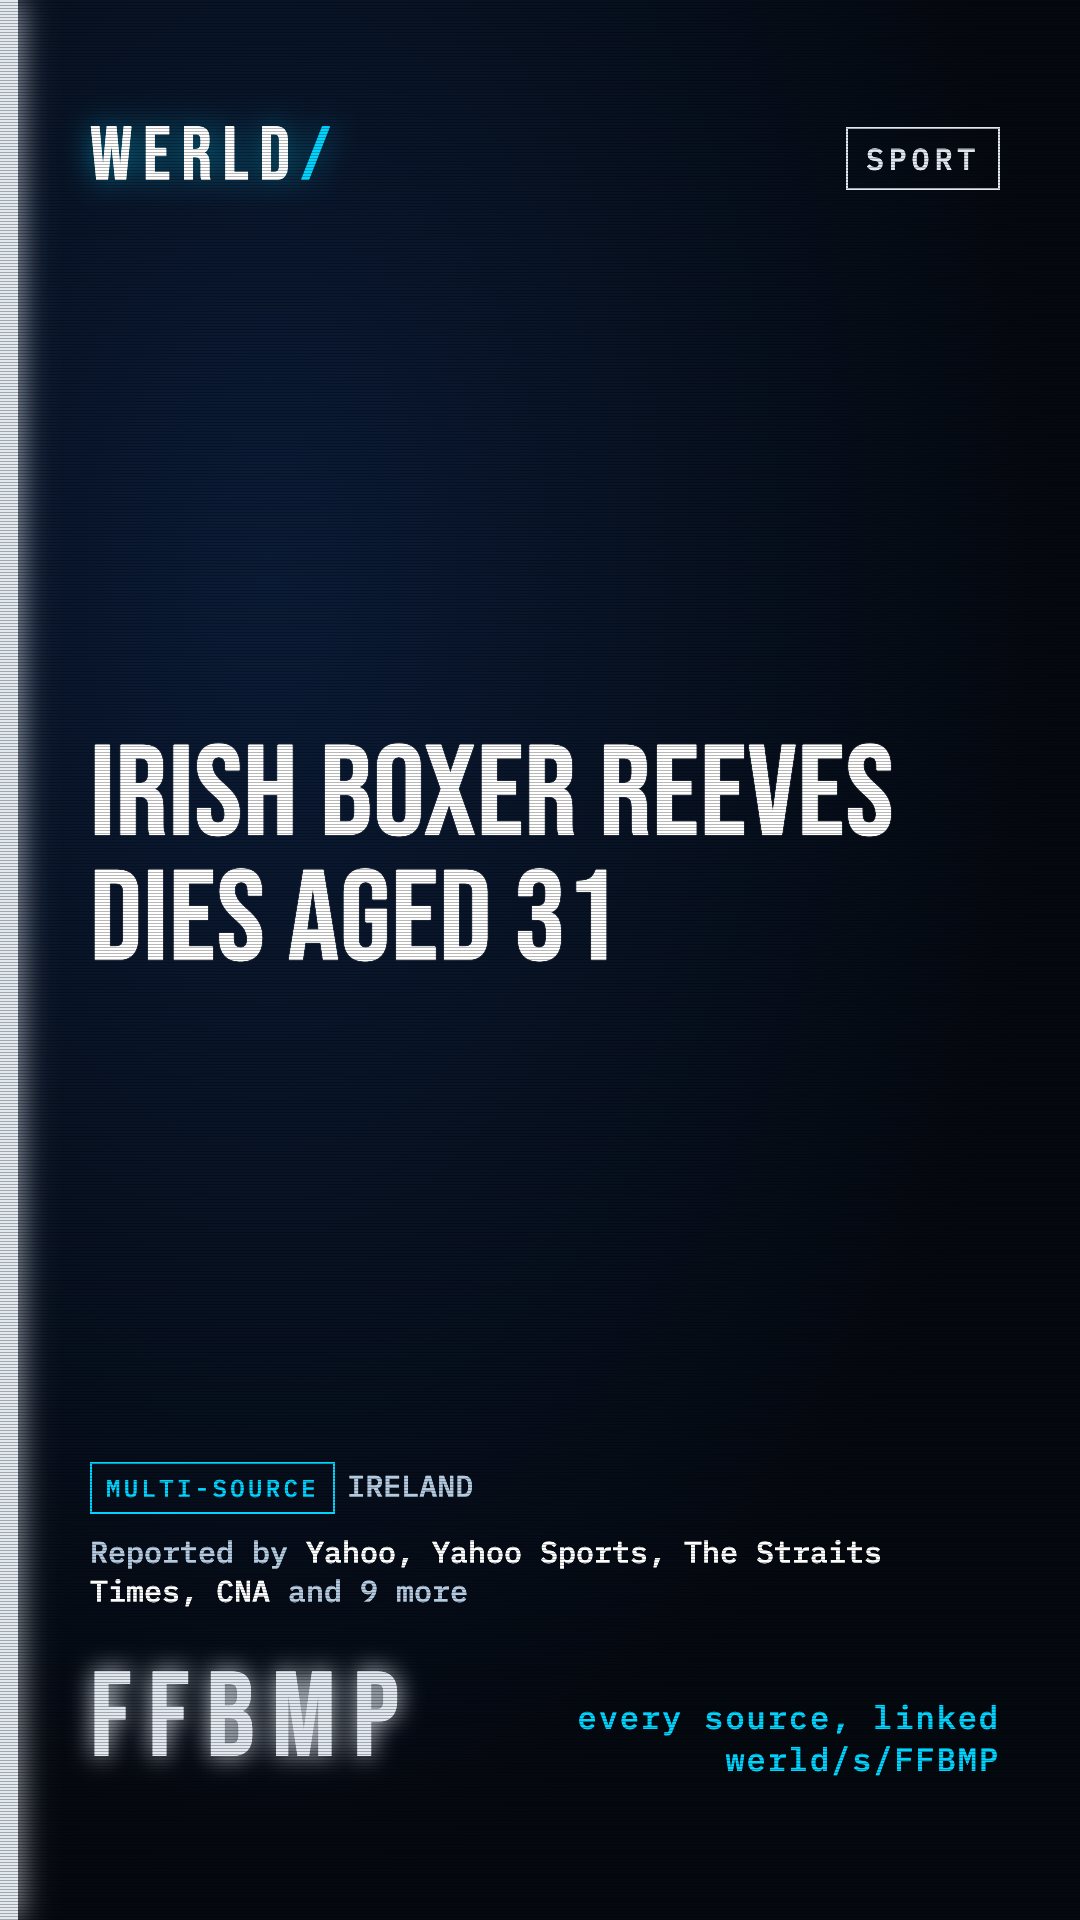 WERLD/
SPORT
IRISH BOXER REEVES
DIES AGED 31
MULTI-SOURCE IRELAND
Reported by Yahoo, Yahoo Sports, The Straits
Times, CNA and 9 more
FFBMP
every source, linked
werld/s/FFBMP